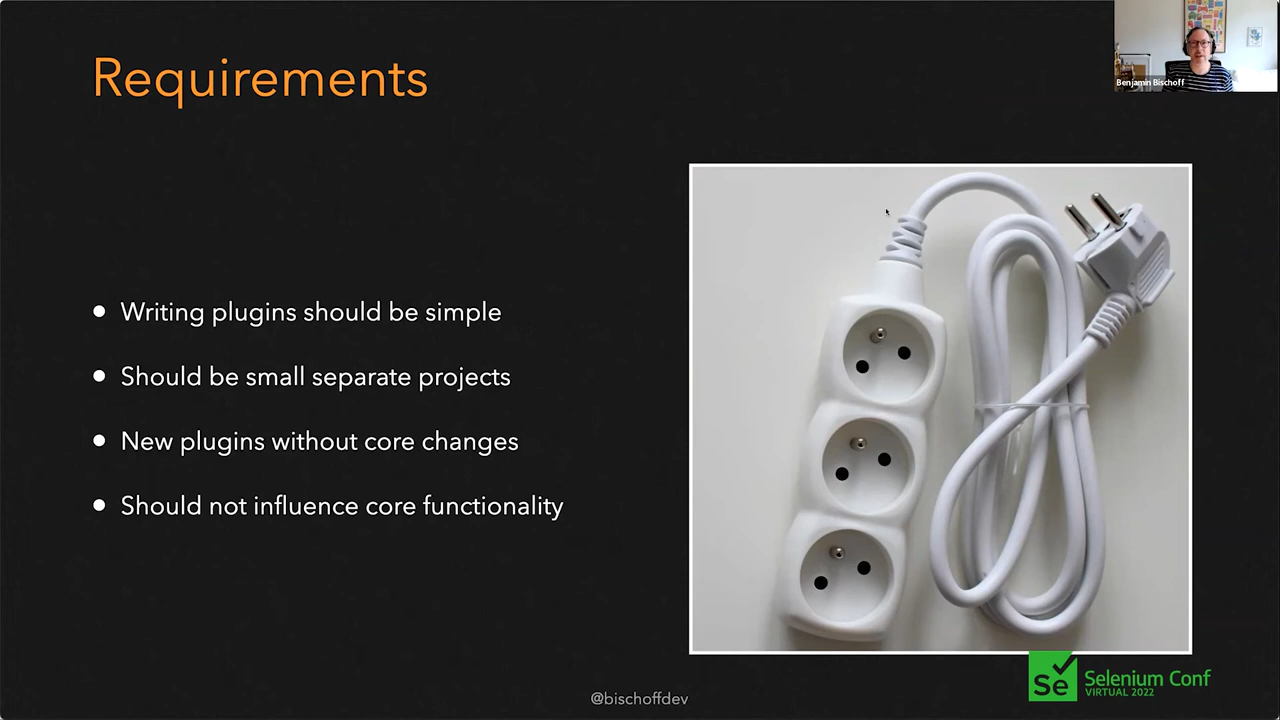 Requirements
Benjamin Bischoff
Writing plugins should be simple
Should be small separate projects
New plugins without core changes
Should not influence core functionality
Se Selenium Conf
VIRTUAL 2022
@bischoffdev